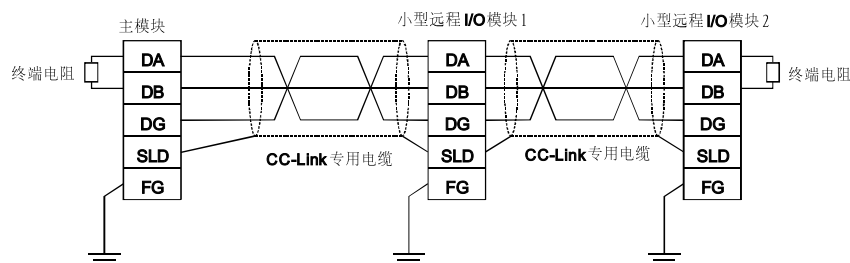 主模块
小型远程I/O模块1
小型远程I/O模块2
终端电阻
DA
DB
DG
SLD
FG
CC-Link专用电缆
DA
DB
DG
SLD
FG
CC-Link专用电缆
DA
DB
DG
SLD
FG
终端电阻